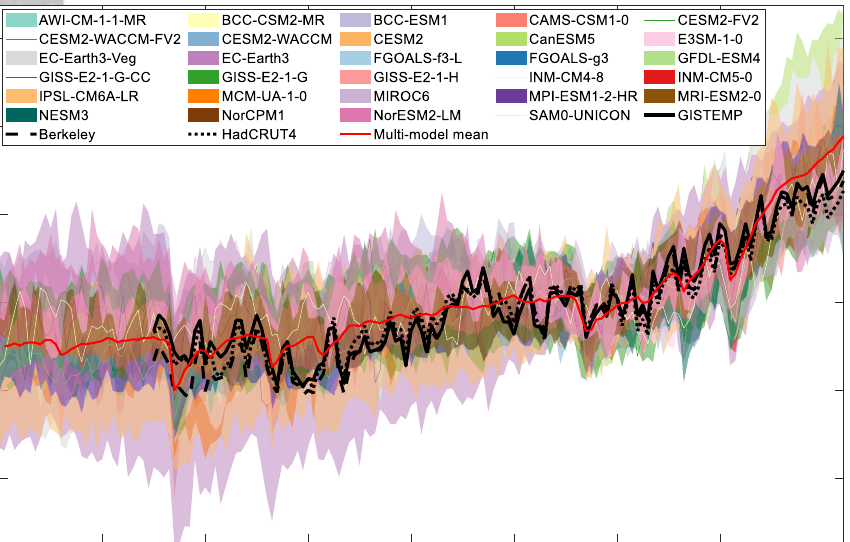 AWI-CM-1-1-MR BCC-CSM2-MR BCC-ESM1 CAMS-CSM1-0 CESM2-FV2
CESM2-WACCM-FV2 CESM2-WACCM CESM2 CanESM5 E3SM-1-0
EC-Earth3-Veg EC-Earth3 FGOALS-f3-L FGOALS-g3 GFDL-ESM4
GISS-E2-1-G-CC GISS-E2-1-G GISS-E2-1-H INM-CM4-8 INM-CM5-0
IPSL-CM6A-LR MCM-UA-1-0 MIROC6 MPI-ESM1-2-HR MRI-ESM2-0
NESM3 NorCPM1 NorESM2-LM SAM0-UNICON GISTEMP
Berkeley HadCRUT4 Multi-model mean